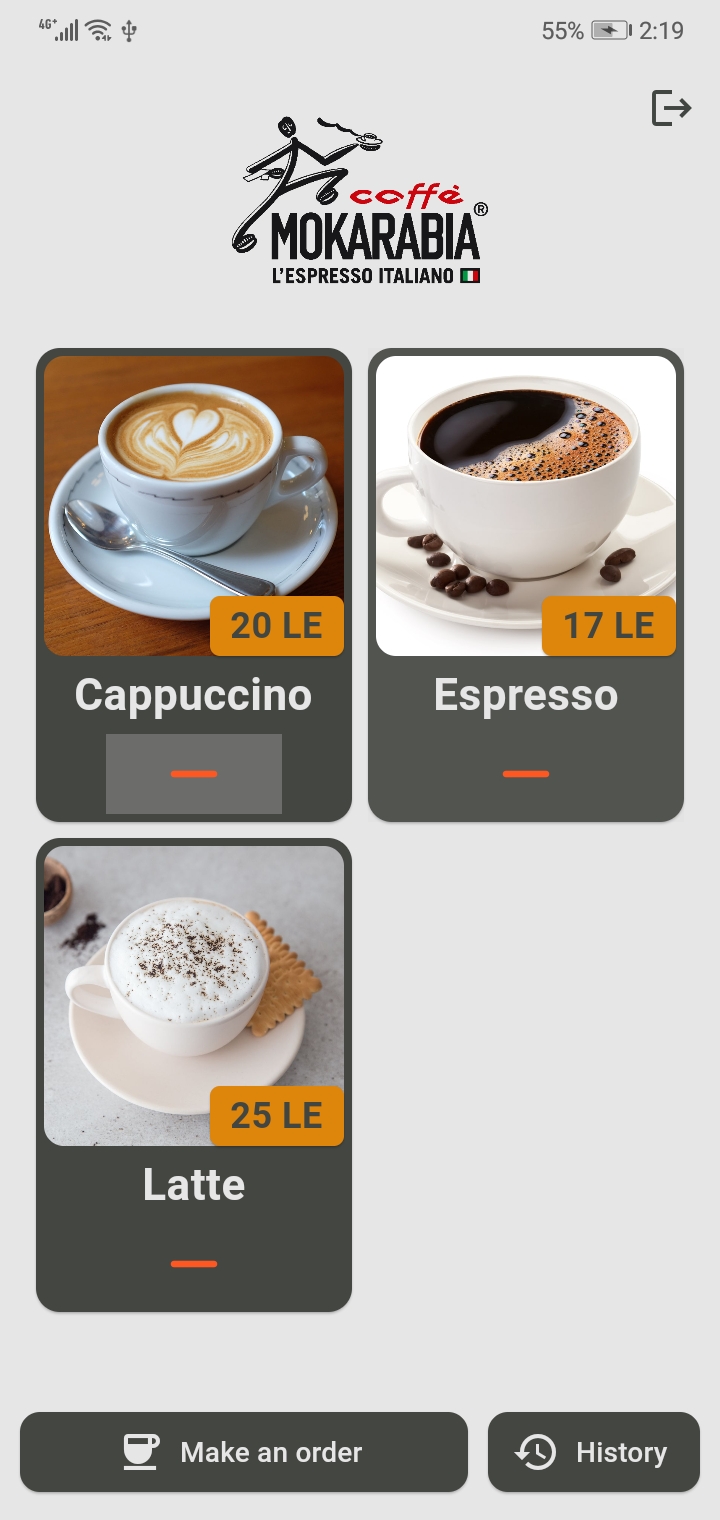 4G+
55%
2:19
caffè
MOKARABIA®
L'ESPRESSO ITALIANO
20 LE
17 LE
Cappuccino
Espresso
25 LE
Latte
Make an order
History